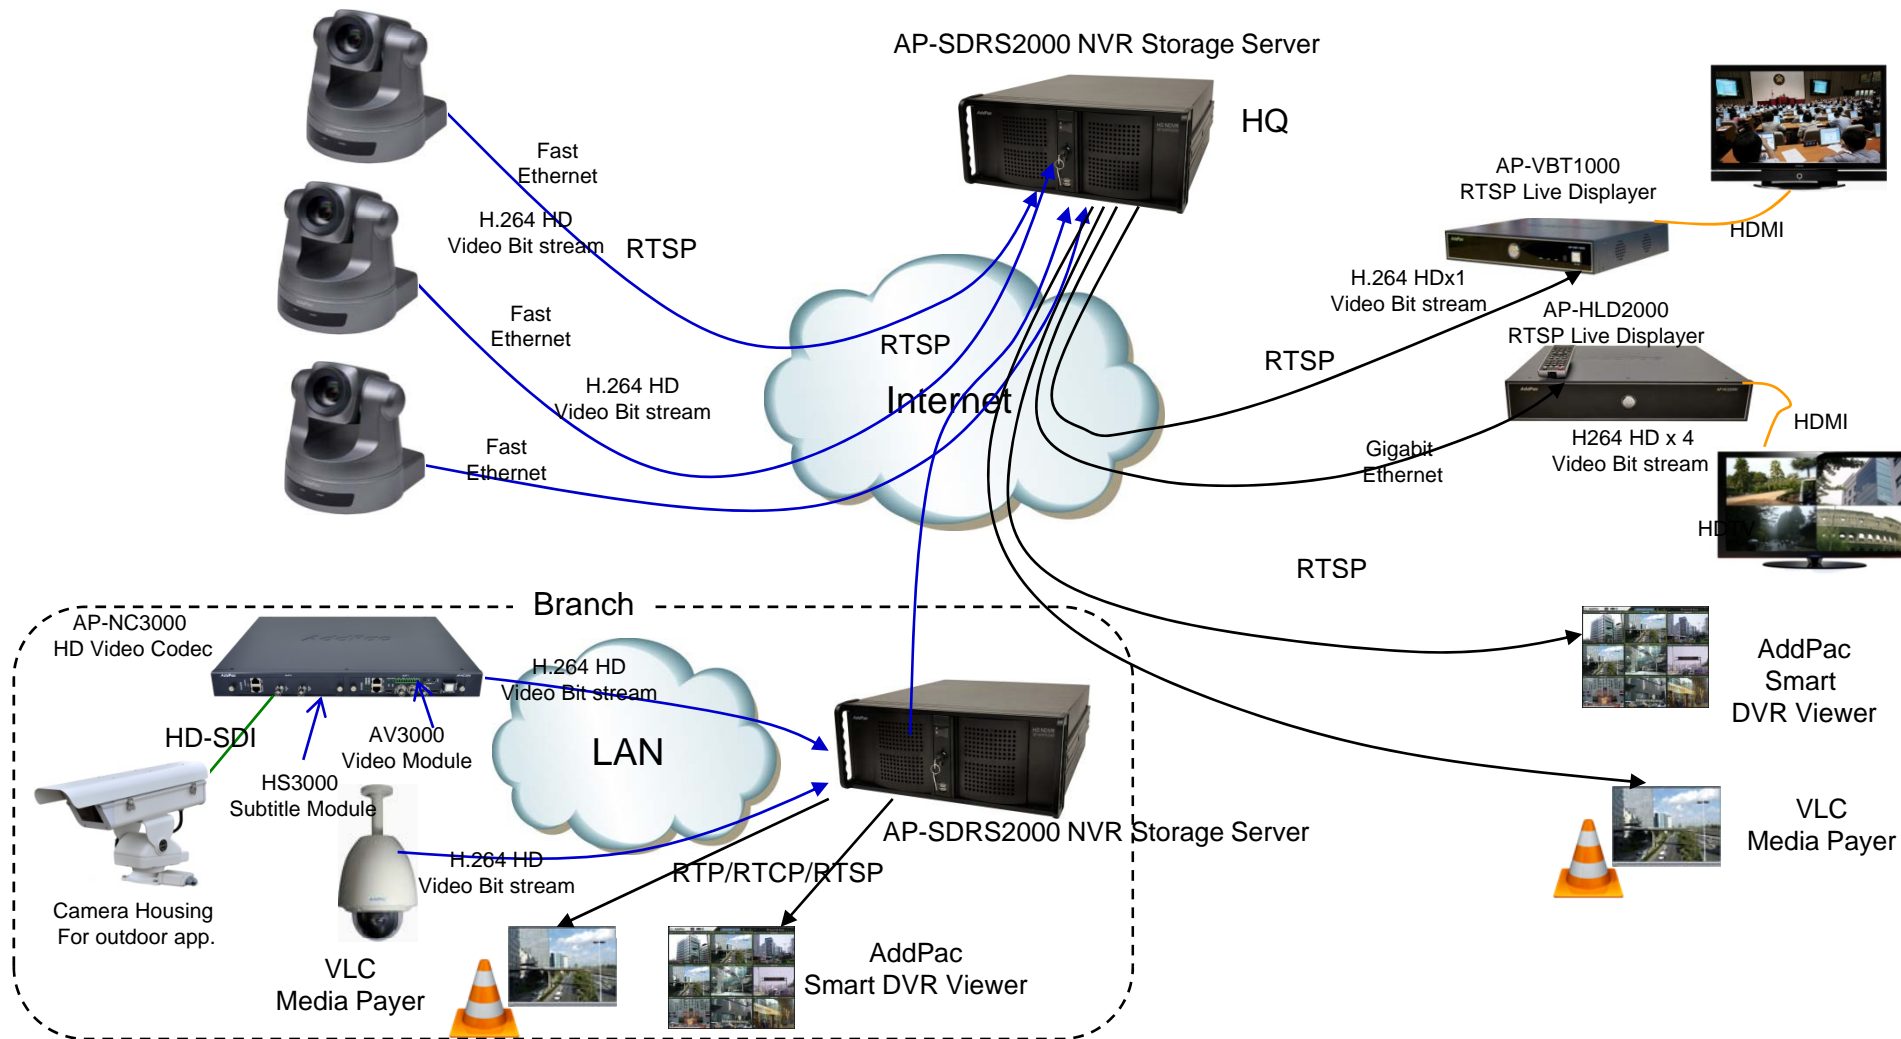 AP-SDRS2000 NVR Storage Server
HQ
Fast
Ethernet
H.264 HD
Video Bit stream
RTSP
Fast
Ethernet
H.264 HD
Video Bit stream
Fast
Ethernet
RTSP
Internet
AP-VBT1000
RTSP Live Displayer
HDMI
H.264 HDx1
Video Bit stream
AP-HLD2000
RTSP Live Displayer
RTSP
AddPac
HDMI
Gigabit
Ethernet
H264 HD x 4
Video Bit stream
HDTV
RTSP
AddPac
Smart
DVR Viewer
VLC
Media Payer
Branch
AP-NC3000
HD Video Codec
AddPac
H.264 HD
Video Bit stream
HD-SDI
AV3000
Video Module
HS3000
Subtitle Module
LAN
AP-SDRS2000 NVR Storage Server
H.264 HD
Video Bit stream
RTP/RTCP/RTSP
Camera Housing
For outdoor app.
VLC
Media Payer
AddPac
Smart DVR Viewer